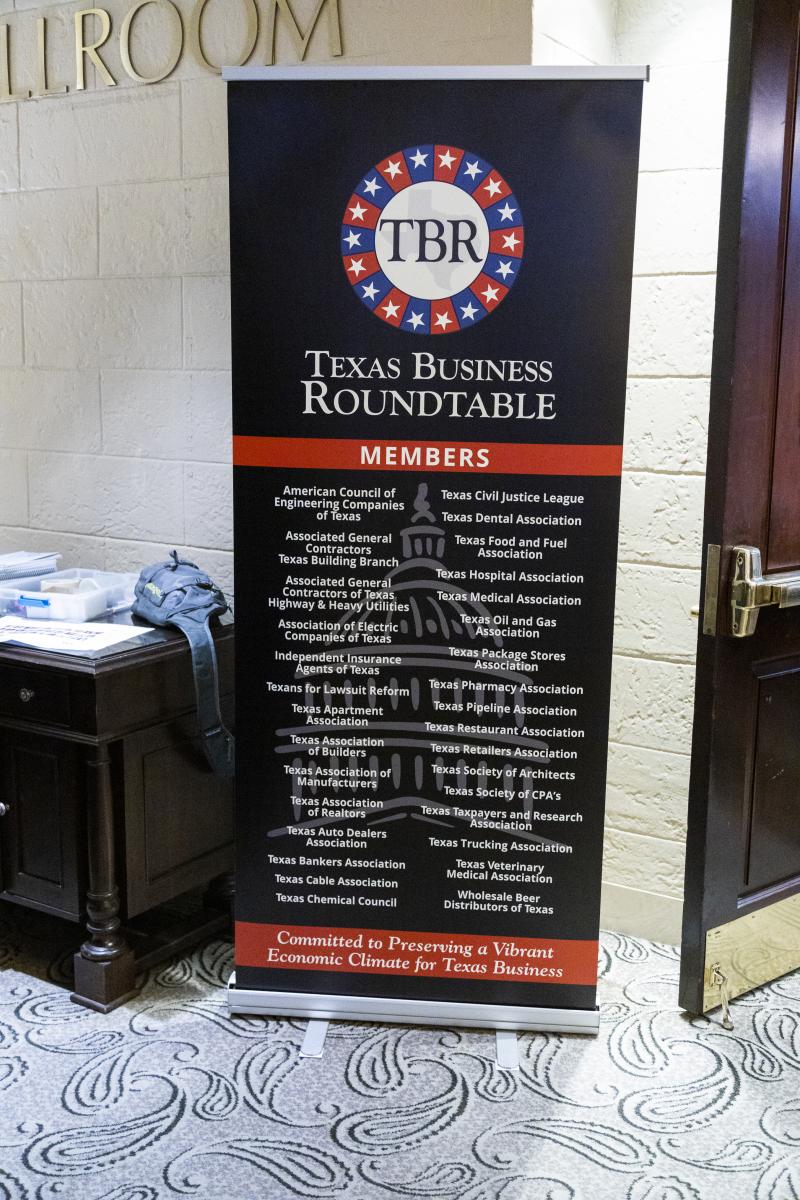 LLROOM
TBR
TEXAS BUSINESS
ROUNDTABLE
MEMBERS
American Council of
Engineering Companies
of Texas
Associated General
Contractors
Texas Building Branch
Associated General
Contractors of Texas
Highway & Heavy Utilities
Association of Electric
Companies of Texas
Independent Insurance
Agents of Texas
Texans for Lawsuit Reform
Texas Apartment
Association
Texas Association
of Builders
Texas Association of
Manufacturers
Texas Association
of Realtors
Texas Auto Dealers
Association
Texas Bankers Association
Texas Cable Association
Texas Chemical Council
Texas Civil Justice League
Texas Dental Association
Texas Food and Fuel
Association
Texas Hospital Association
Texas Medical Association
Texas Oil and Gas
Association
Texas Package Stores
Association
Texas Pharmacy Association
Texas Pipeline Association
Texas Restaurant Association
Texas Retailers Association
Texas Society of Architects
Texas Society of CPA's
Texas Taxpayers and Research
Association
Texas Trucking Association
Texas Veterinary
Medical Association
Wholesale Beer
Distributors of Texas
Committed to Preserving a Vibrant
Economic Climate for Texas Business